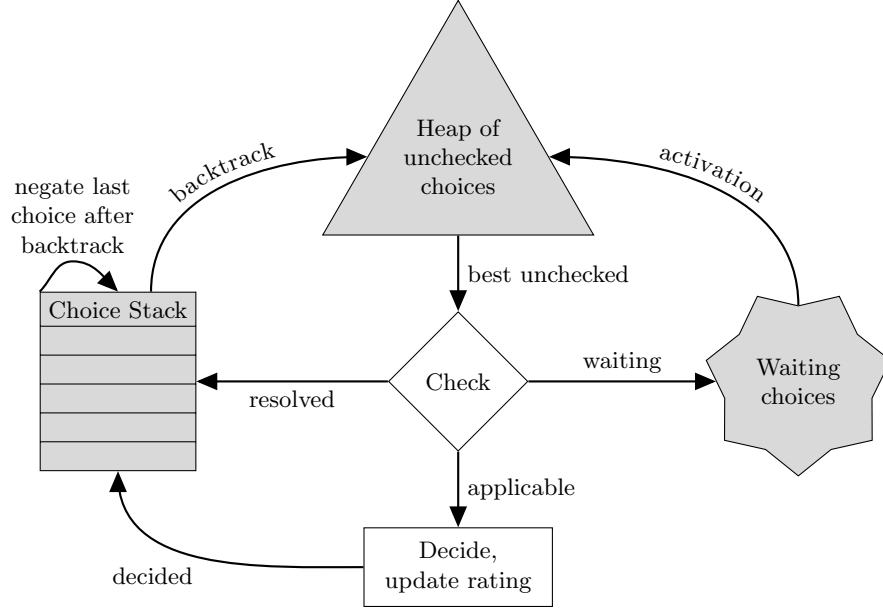 Heap of
unchecked
choices
backtrack
activation
negate last
choice after
backtrack
best unchecked
Choice Stack
Check
waiting
Waiting
choices
resolved
applicable
Decide,
update rating
decided